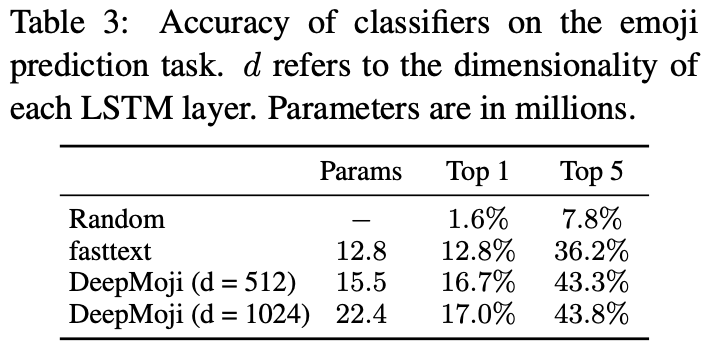 Table 3: Accuracy of classifiers on the emoji
prediction task. d refers to the dimensionality of
each LSTM layer. Parameters are in millions.
Params Top 1 Top 5
Random – 1.6% 7.8%
fasttext 12.8 12.8% 36.2%
DeepMoji (d = 512) 15.5 16.7% 43.3%
DeepMoji (d = 1024) 22.4 17.0% 43.8%